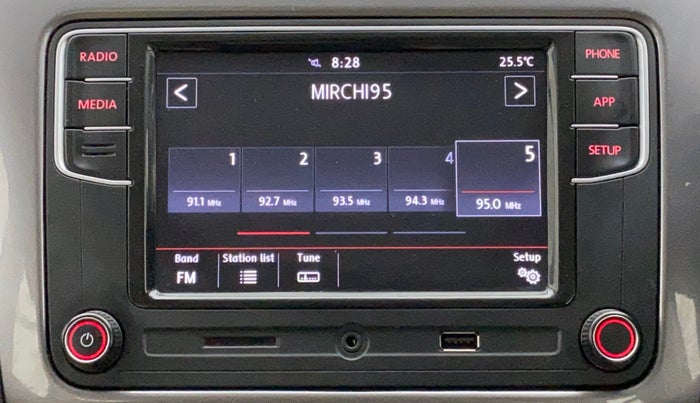 RADIO
MEDIA
8:28
25.5°C
<
MIRCHI95
>
1
2
3
4
5
91.1 MHz
92.7 MHz
93.5 MHz
94.3 MHz
95.0 MHz
Band
Station list
Tune
Setup
FM
PHONE
APP
SETUP